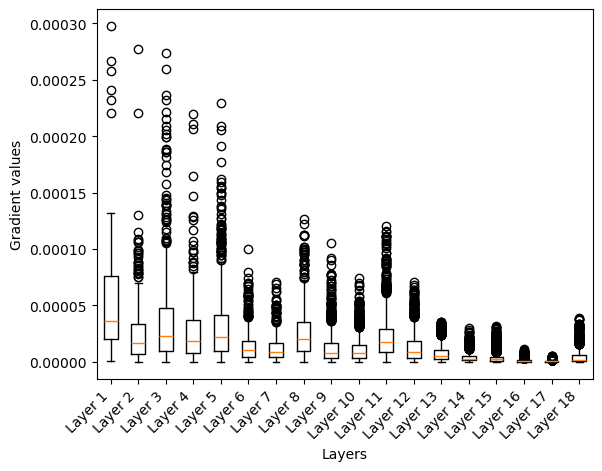 0.00030
0.00025
0.00020
0.00015
0.00010
0.00005
0.00000
Gradient values
Layer 1
Layer 2
Layer 3
Layer 4
Layer 5
Layer 6
Layer 7
Layer 8
Layer 9
Layer 10
Layer 11
Layer 12
Layer 13
Layer 14
Layer 15
Layer 16
Layer 17
Layer 18
Layers